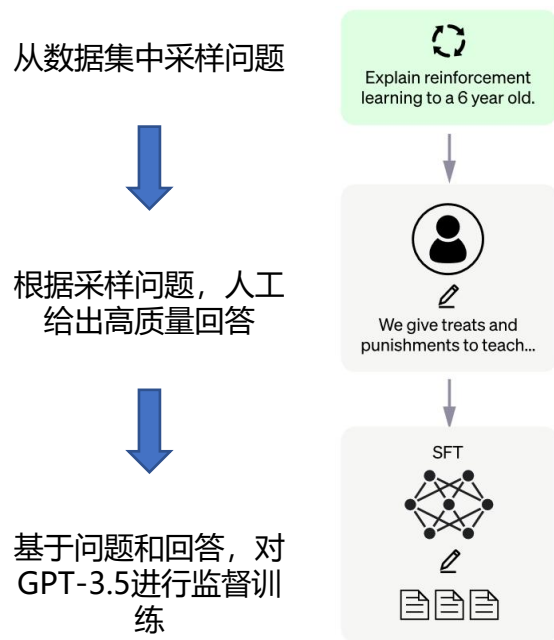 从数据集中采样问题
Explain reinforcement
learning to a 6 year old.
根据采样问题，人工
给出高质量回答
We give treats and
punishments to teach...
SFT
基于问题和回答，对
GPT-3.5进行监督训
练